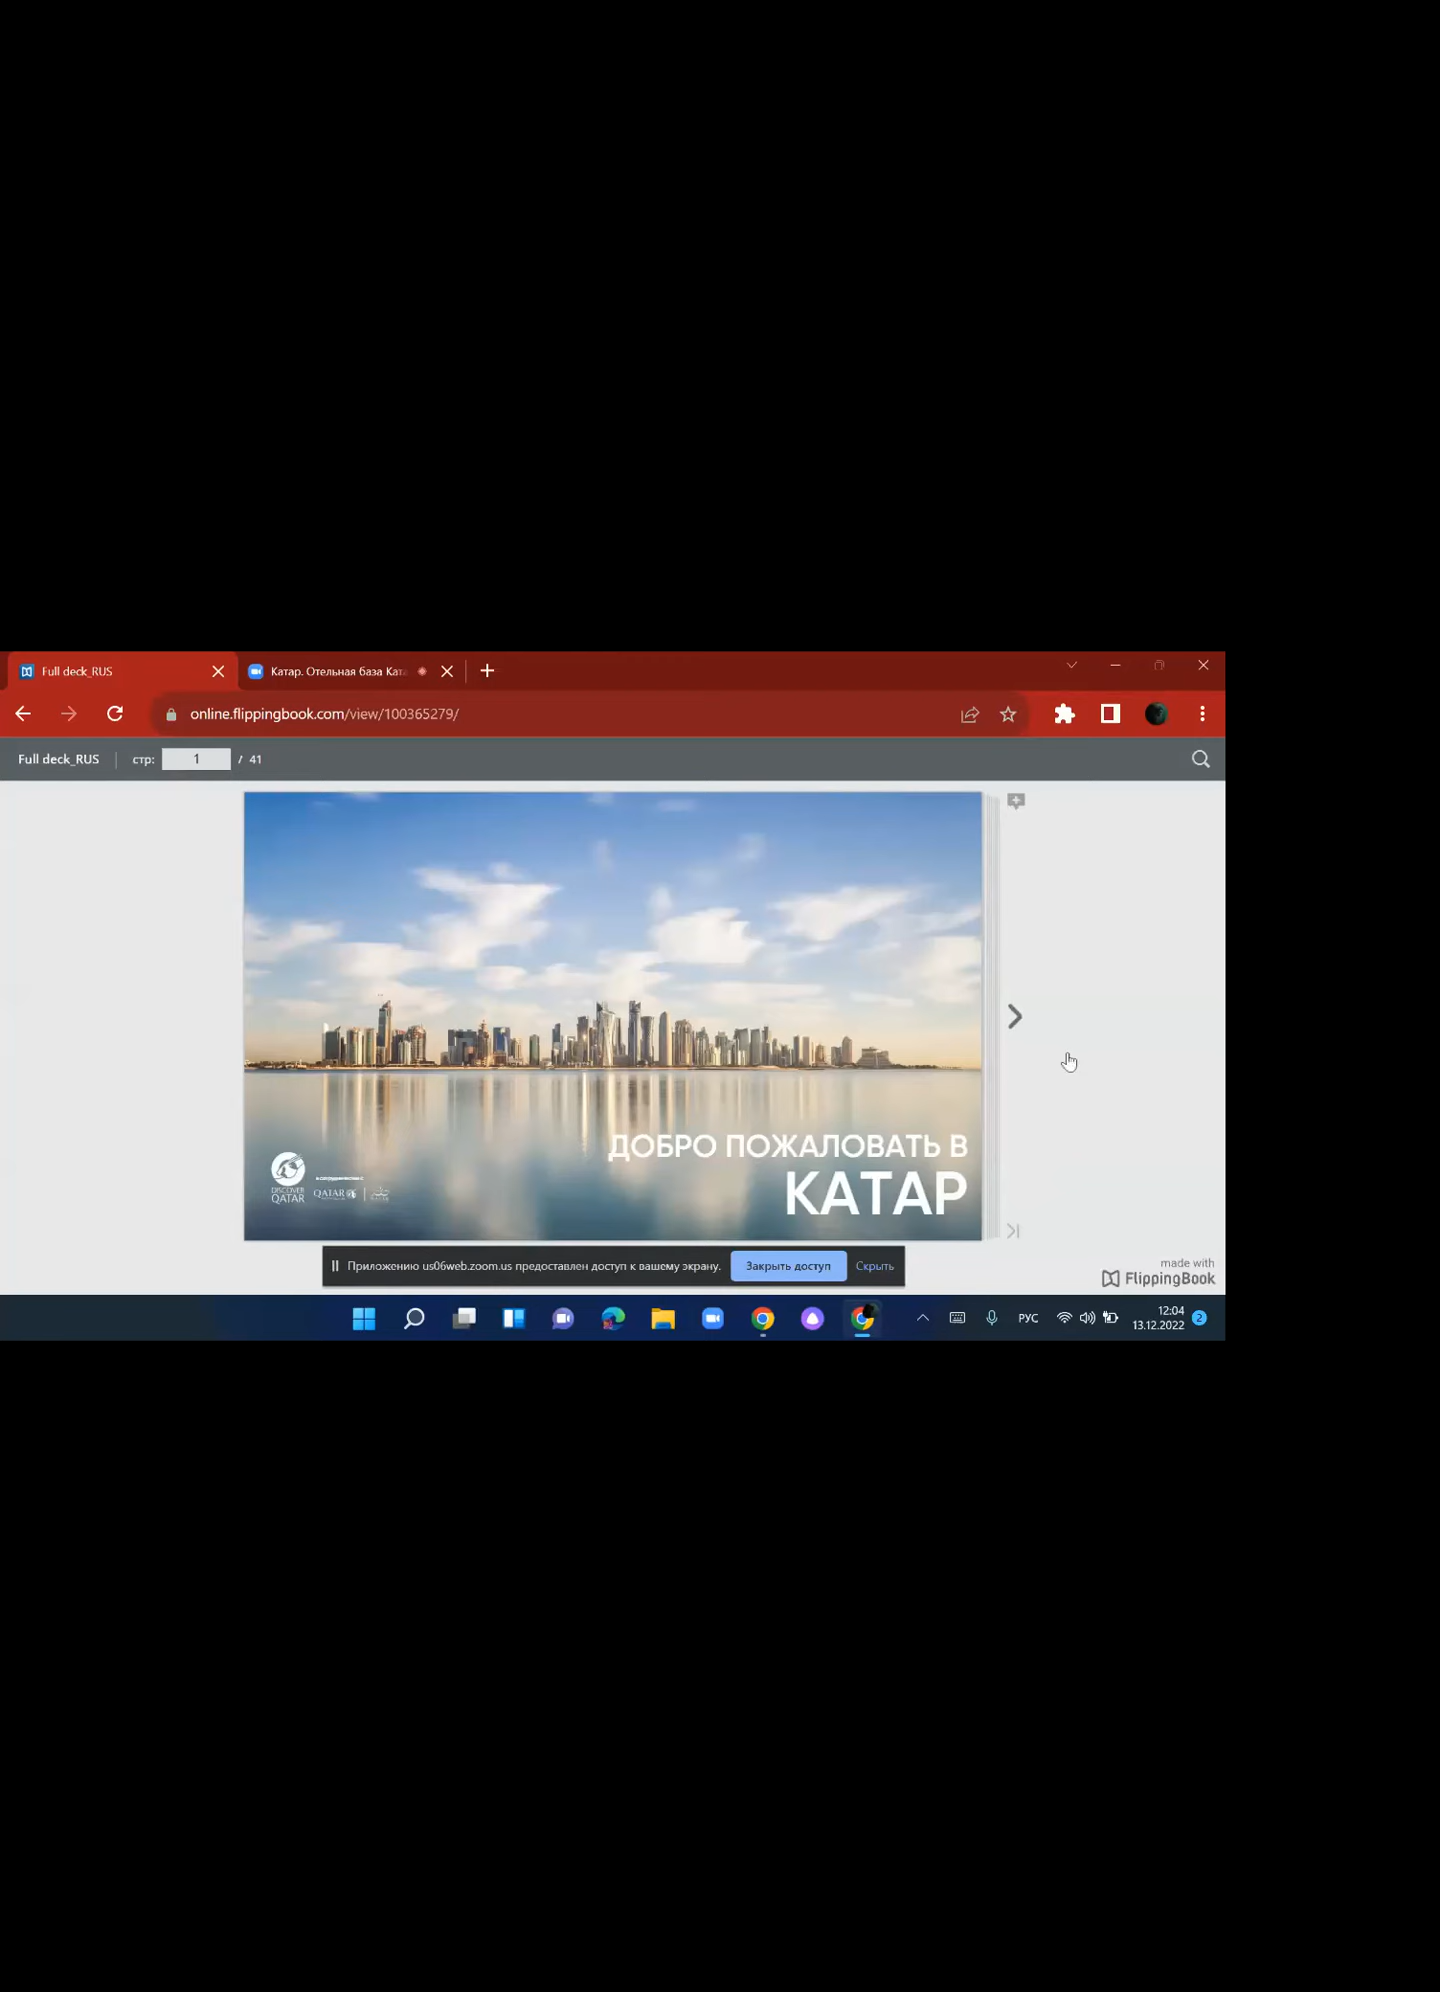 Full deck_RUS
Катар. Отельная база Ката
online.flippingbook.com/view/100365279/
Full deck_RUS
стр: 1 / 41
ДОБРО ПОЖАЛОВАТЬ В
КАТАР
DISCOVER
QATAR
QATAR
Приложению us06web.zoom.us предоставлен доступ к вашему экрану.
Закрыть доступ
Скрыть
made with
FlippingBook
РУС
12:04
13.12.2022
2